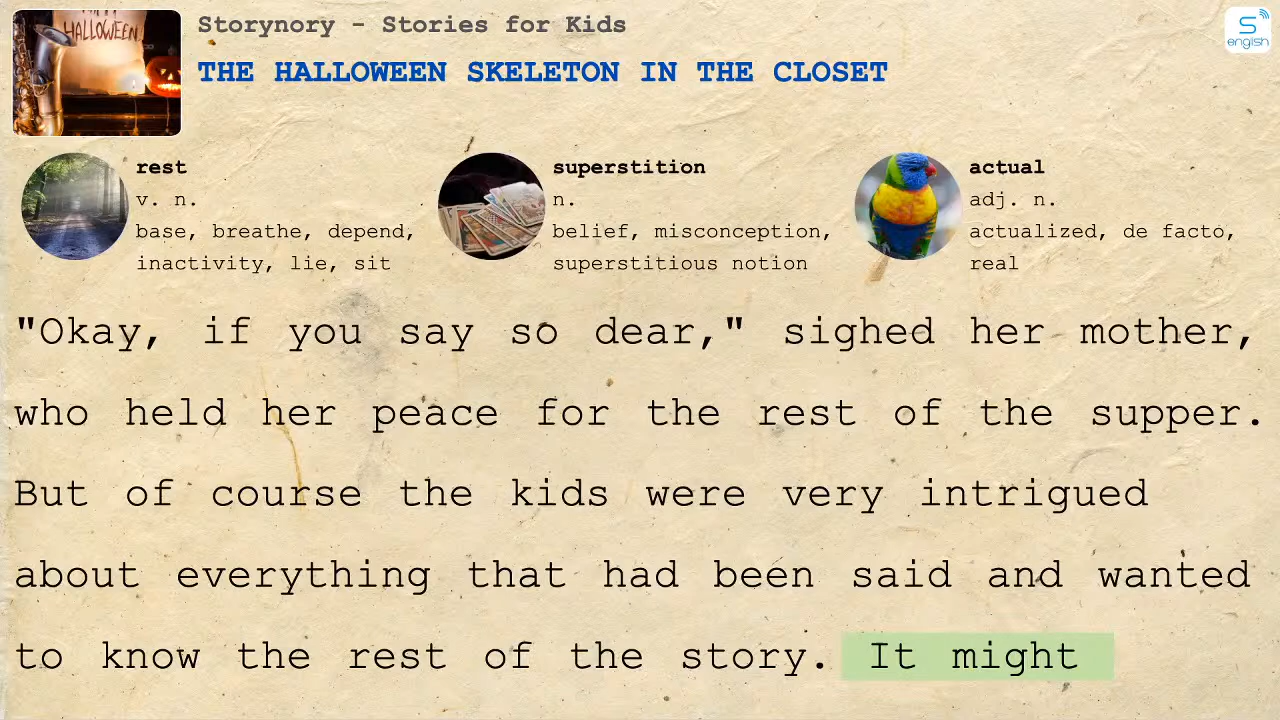 HALLOWEEN!
Storynory - Stories for Kids
THE HALLOWEEN SKELETON IN THE CLOSET
S
english
rest
v. n.
base, breathe, depend,
inactivity, lie, sit
superstition
n.
belief, misconception,
superstitious notion
actual
adj. n.
actualized, de facto,
real
"Okay, if you say so dear," sighed her mother,
who held her peace for the rest of the supper.
But of course the kids were very intrigued
about everything that had been said and wanted
to know the rest of the story. It might